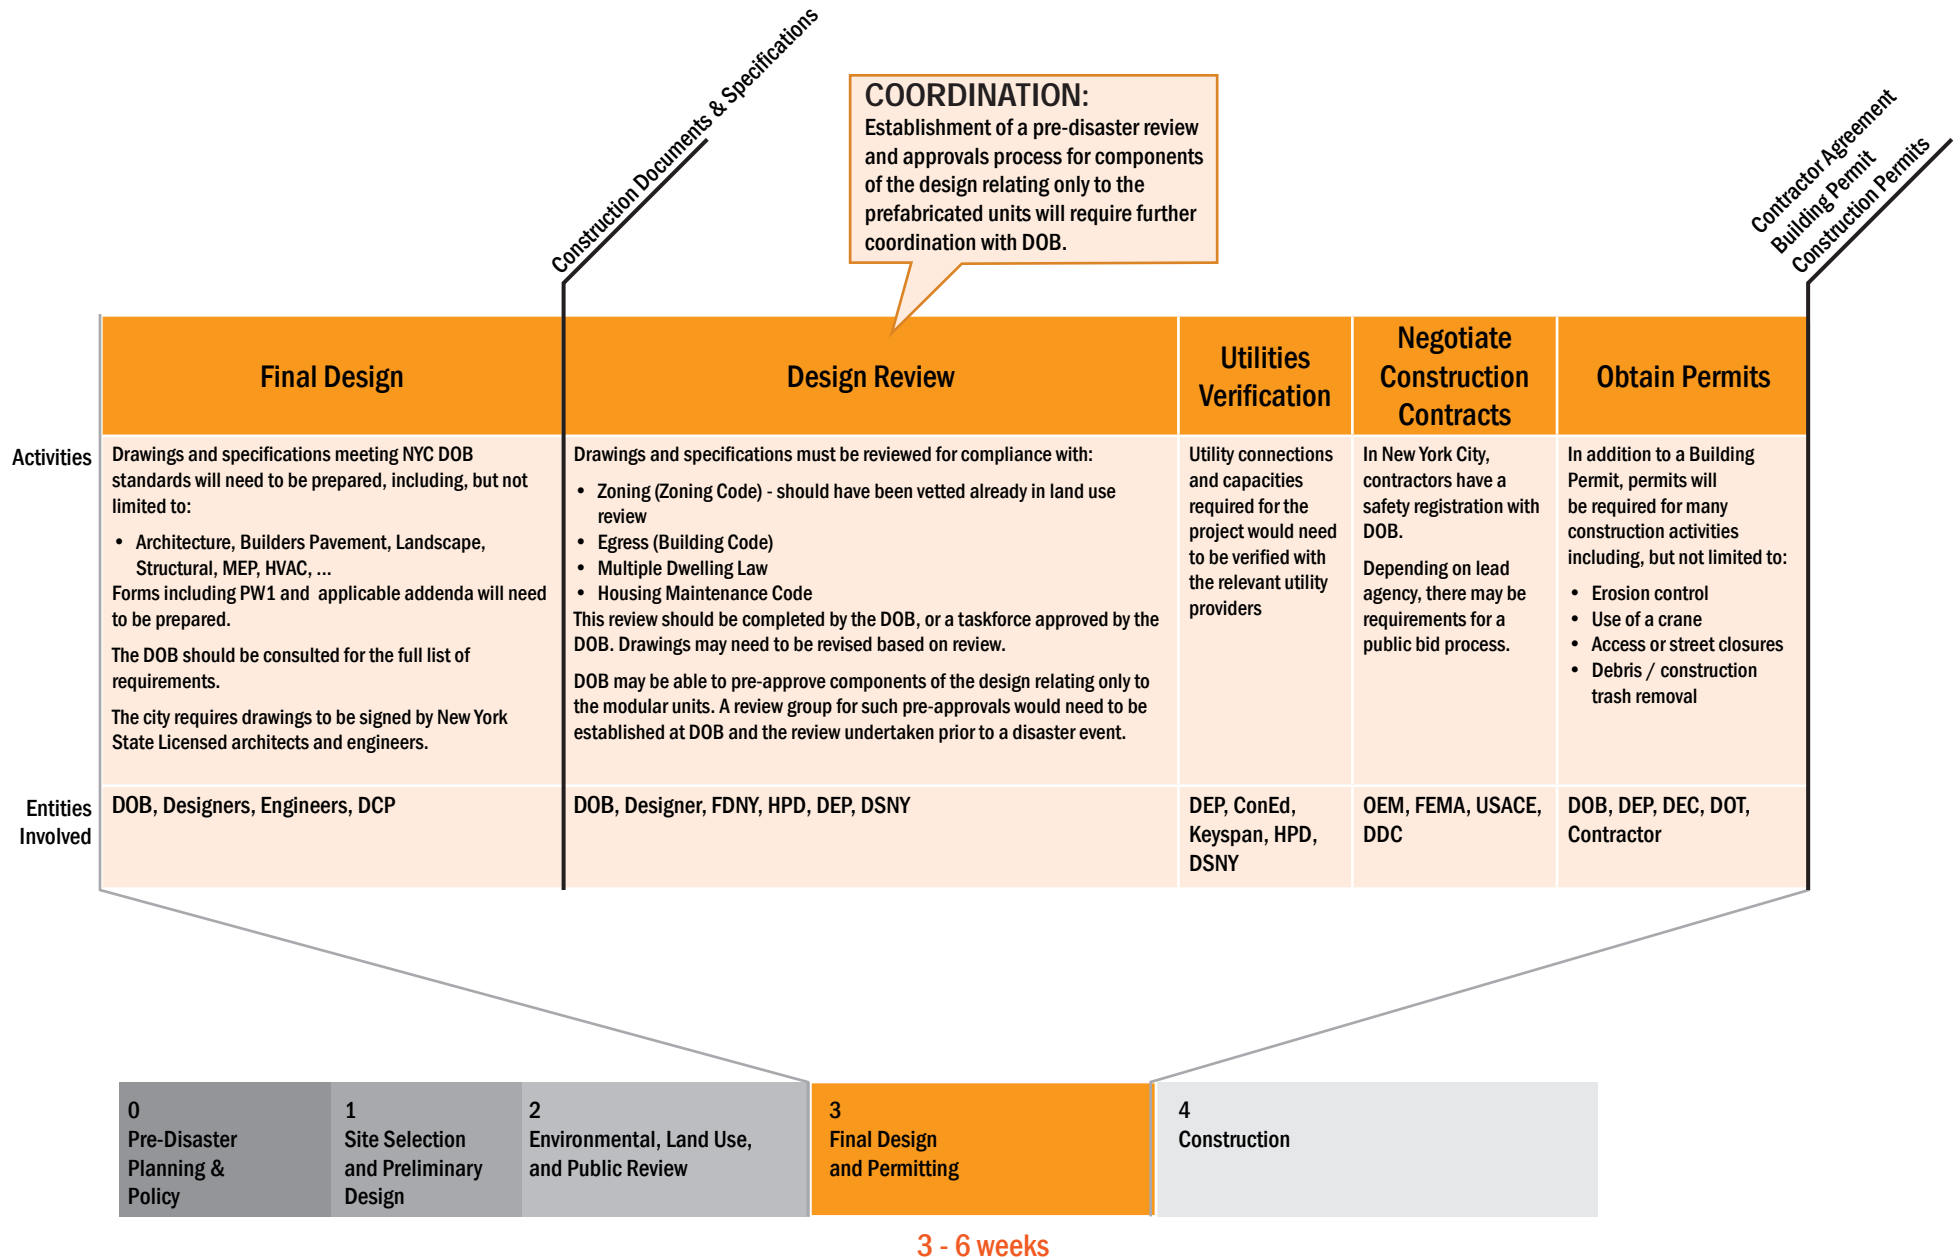 Construction Documents & Specifications
COORDINATION:
Establishment of a pre-disaster review
and approvals process for components
of the design relating only to the
prefabricated units will require further
coordination with DOB.
Contractor Agreement
Building Permit
Construction Permits
Final Design
Design Review
Utilities
Verification
Negotiate
Construction
Contracts
Obtain Permits
Activities
Drawings and specifications meeting NYC DOB
standards will need to be prepared, including, but not
limited to:
• Architecture, Builders Pavement, Landscape,
Structural, MEP, HVAC, ...
Forms including PW1 and applicable addenda will need
to be prepared.
The DOB should be consulted for the full list of
requirements.
The city requires drawings to be signed by New York
State Licensed architects and engineers.
Drawings and specifications must be reviewed for compliance with:
• Zoning (Zoning Code) - should have been vetted already in land use
review
• Egress (Building Code)
• Multiple Dwelling Law
• Housing Maintenance Code
This review should be completed by the DOB, or a taskforce approved by the
DOB. Drawings may need to be revised based on review.
DOB may be able to pre-approve components of the design relating only to
the modular units. A review group for such pre-approvals would need to be
established at DOB and the review undertaken prior to a disaster event.
Utility connections
and capacities
required for the
project would need
to be verified with
the relevant utility
providers
In New York City,
contractors have a
safety registration with
DOB.
Depending on lead
agency, there may be
requirements for a
public bid process.
In addition to a Building
Permit, permits will
be required for many
construction activities
including, but not limited to:
• Erosion control
• Use of a crane
• Access or street closures
• Debris / construction
trash removal
Entities
Involved
DOB, Designers, Engineers, DCP
DOB, Designer, FDNY, HPD, DEP, DSNY
DEP, ConEd,
Keyspan, HPD,
DSNY
OEM, FEMA, USACE,
DDC
DOB, DEP, DEC, DOT,
Contractor
0
Pre-Disaster
Planning &
Policy
1
Site Selection
and Preliminary
Design
2
Environmental, Land Use,
and Public Review
3
Final Design
and Permitting
4
Construction
3 - 6 weeks